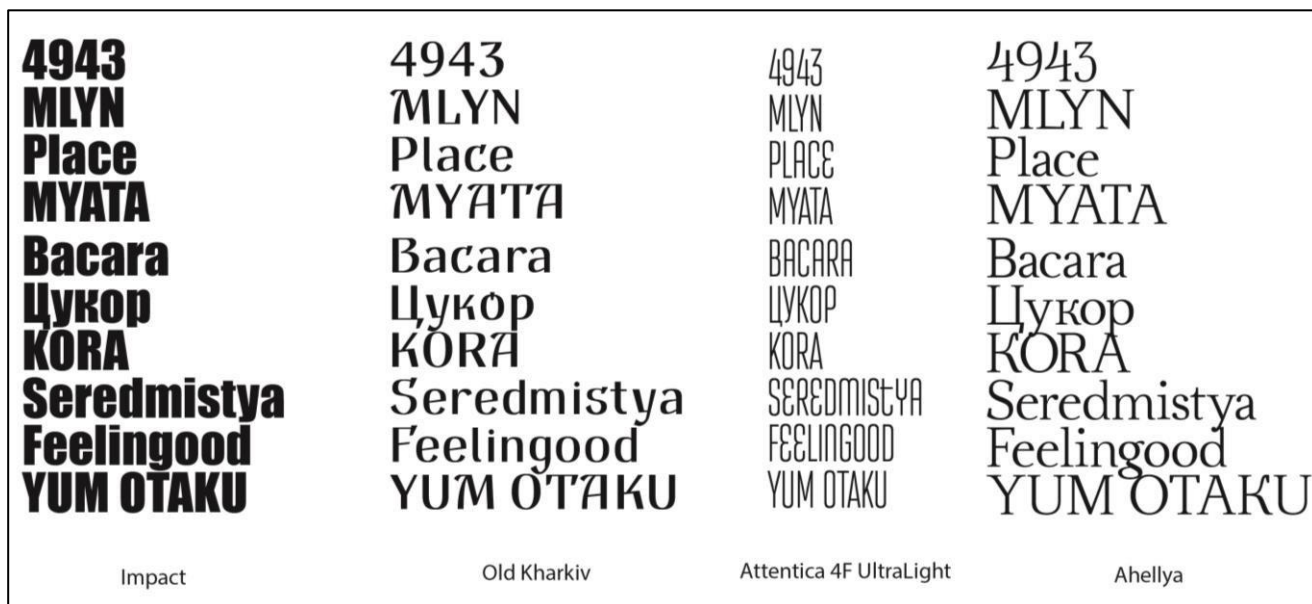 4943
MLYN
Place
MYATA
Bacara
Цукор
KORA
Seredmistya
Feelingood
YUM OTAKU
Impact
4943
MLYN
Place
MYATA
Bacara
Цукор
KORA
Seredmistya
Feelingood
YUM OTAKU
Old Kharkiv
4943
MLYN
PLACE
MYATA
BACARA
ЦУКОР
KORA
SEREDMIStYA
FEELINGOOD
YUM OTAKU
Attentica 4F UltraLight
4943
MLYN
Place
MYATA
Bacara
Цукор
KORA
Seredmistya
Feelingood
YUM OTAKU
Ahellya